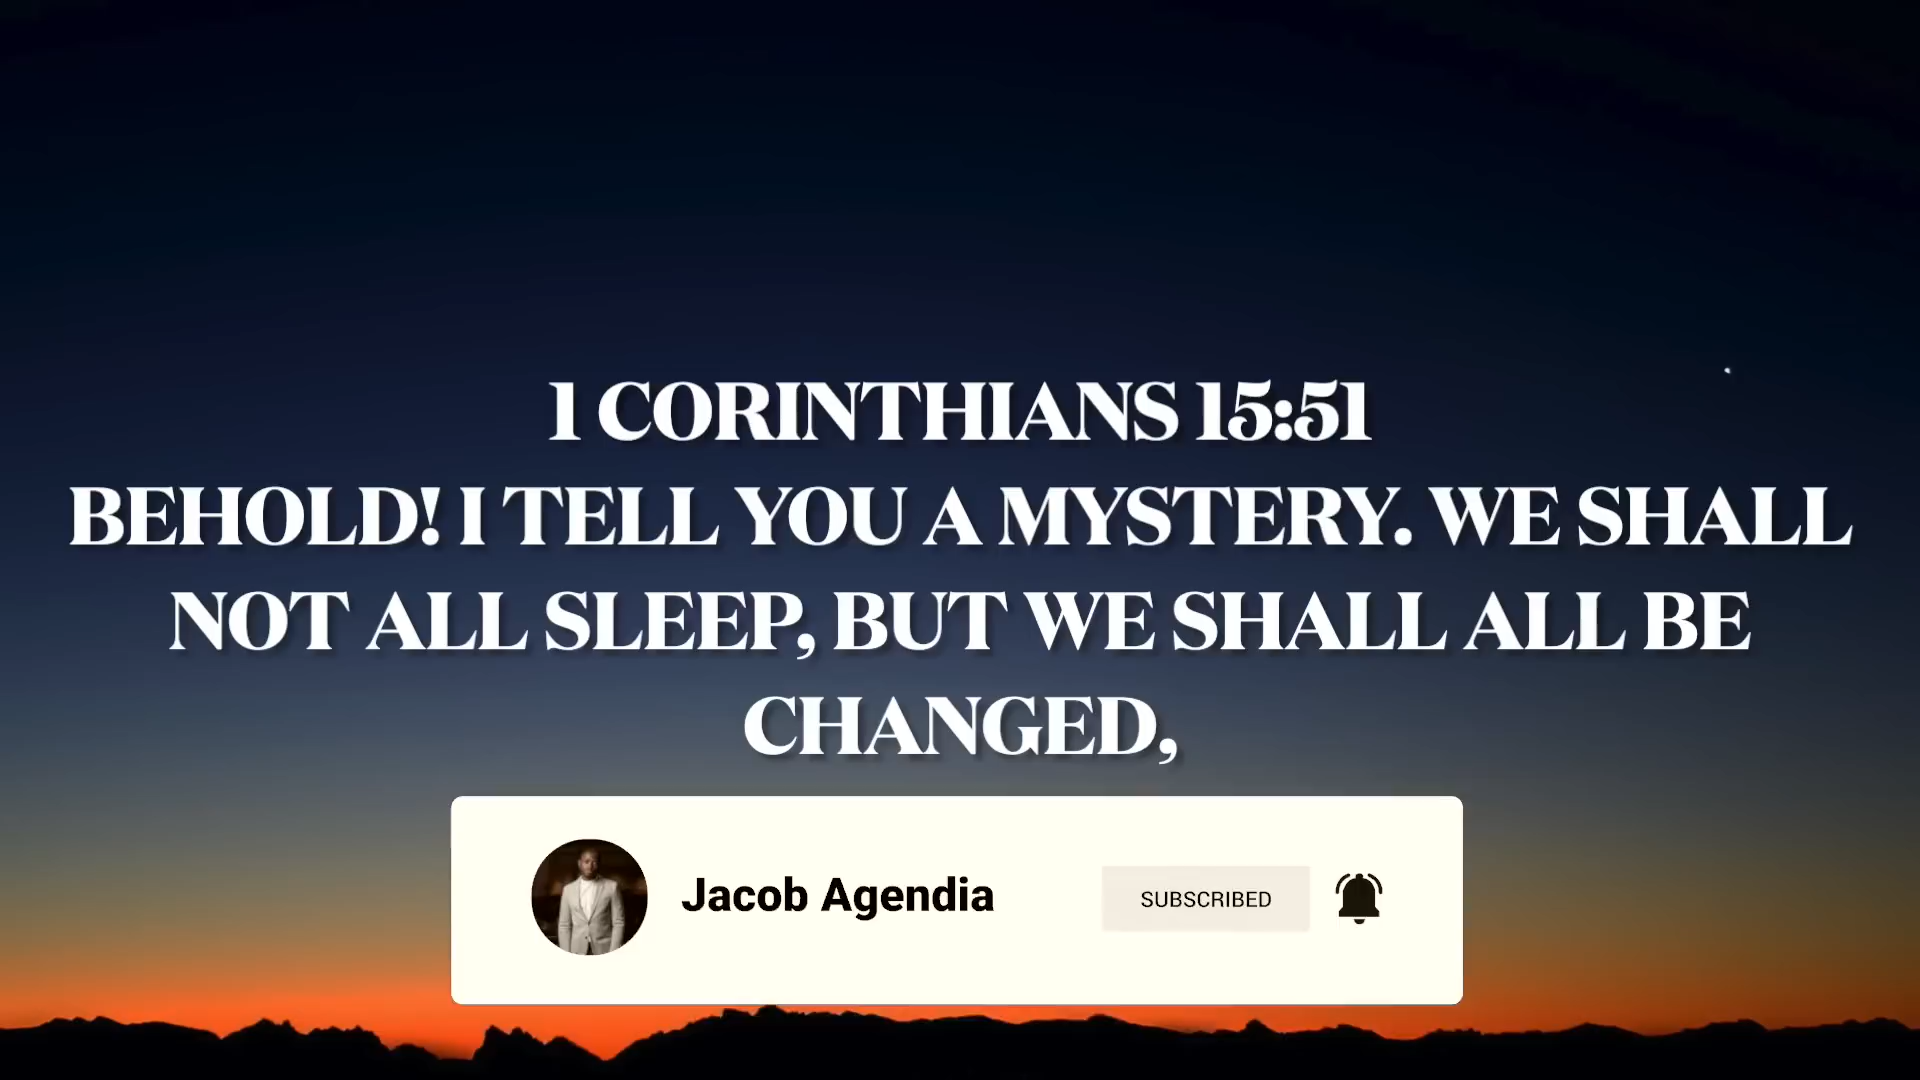 1 CORINTHIANS 15:51
BEHOLD! I TELL YOU A MYSTERY. WE SHALL
NOT ALL SLEEP, BUT WE SHALL ALL BE
CHANGED,
Jacob Agendia
SUBSCRIBED